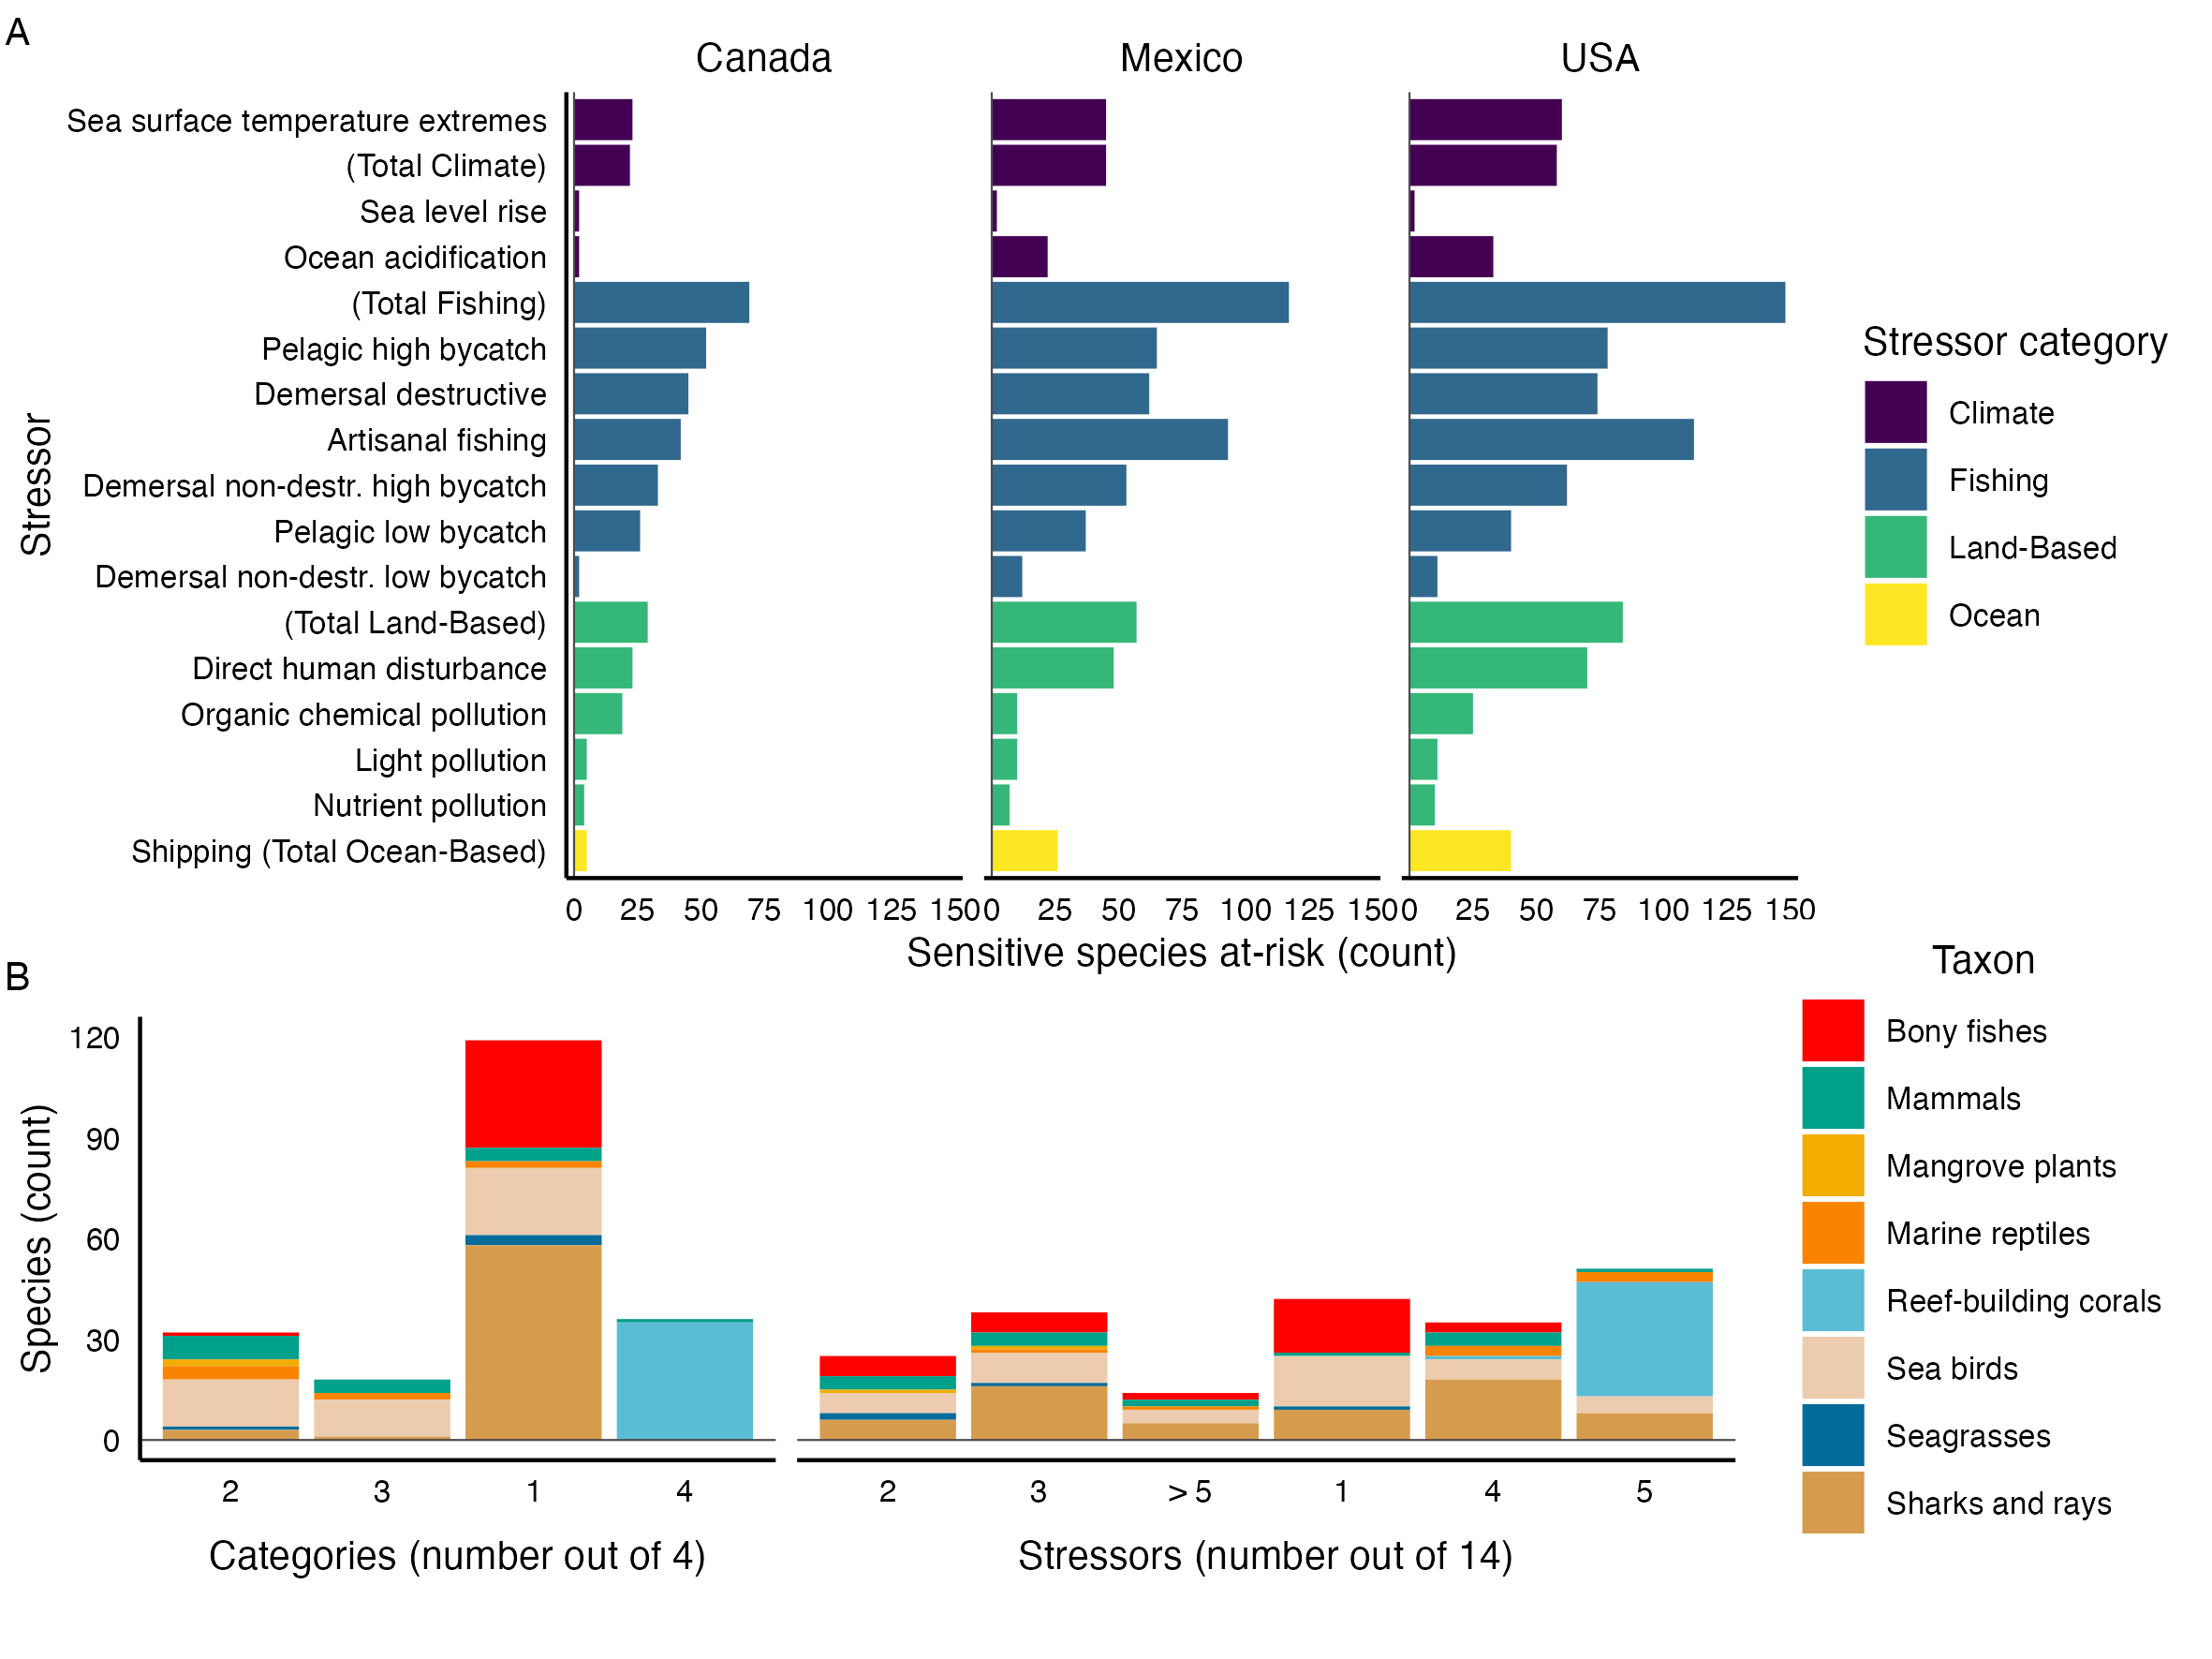 A
Canada Mexico USA
Stressor
Sea surface temperature extremes
(Total Climate)
Sea level rise
Ocean acidification
(Total Fishing)
Pelagic high bycatch
Demersal destructive
Artisanal fishing
Demersal non-destr. high bycatch
Pelagic low bycatch
Demersal non-destr. low bycatch
(Total Land-Based)
Direct human disturbance
Organic chemical pollution
Light pollution
Nutrient pollution
Shipping (Total Ocean-Based)
0 25 50 75 100 125 150 0 25 50 75 100 125 150 0 25 50 75 100 125 150
Sensitive species at-risk (count)
Stressor category
Climate
Fishing
Land-Based
Ocean
B
Species (count)
120
90
60
30
0
2 3 1 4 2 3 > 5 1 4 5
Categories (number out of 4) Stressors (number out of 14)
Taxon
Bony fishes
Mammals
Mangrove plants
Marine reptiles
Reef-building corals
Sea birds
Seagrasses
Sharks and rays